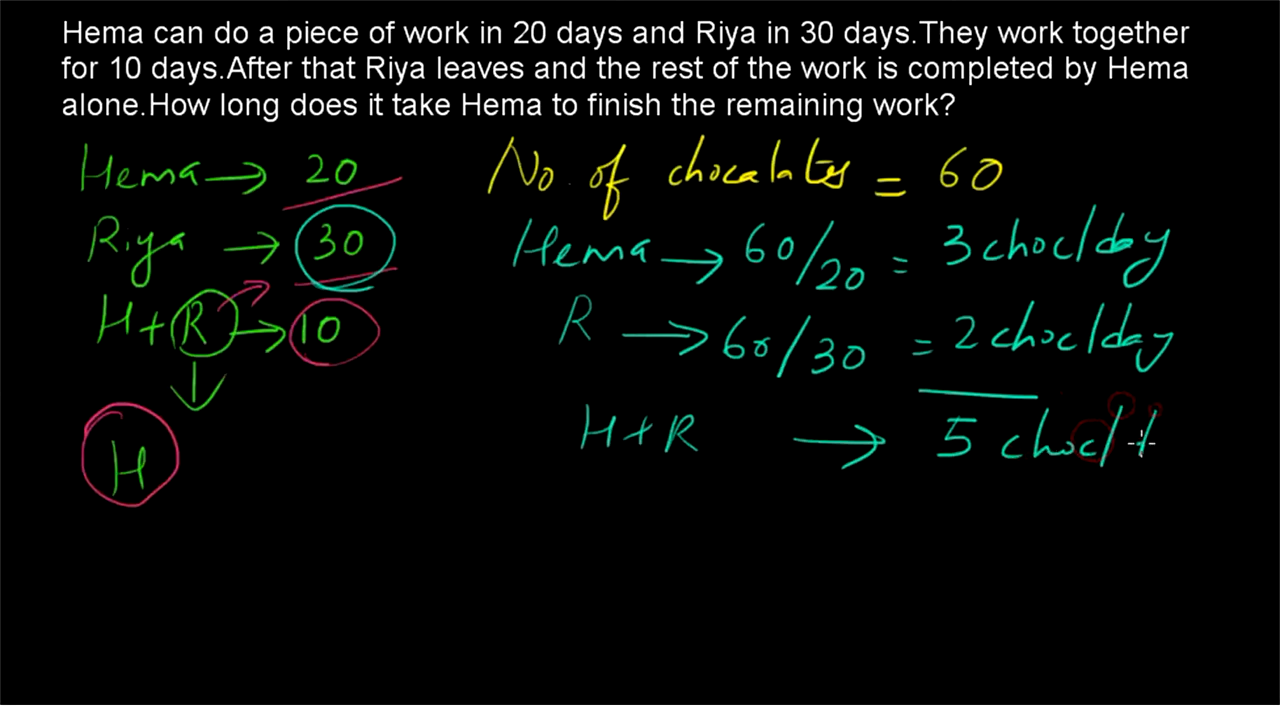 Hema can do a piece of work in 20 days and Riya in 30 days.They work together
for 10 days.After that Riya leaves and the rest of the work is completed by Hema
alone.How long does it take Hema to finish the remaining work?
Hema → 20
Riya → 30
H+R → 10
H
No. of chocalates = 60
Hema → 60/20 = 3 choc/day
R → 60/30 = 2 choc/day
H+R → 5 choc/